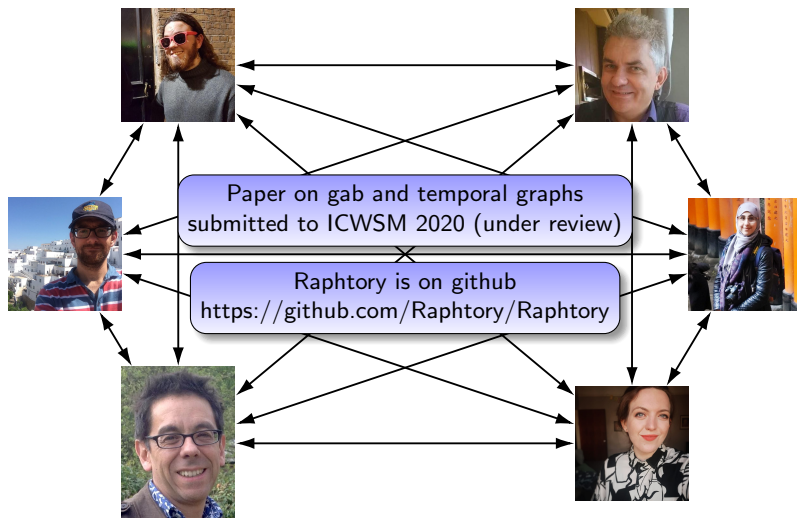 Paper on gab and temporal graphs
submitted to ICWSM 2020 (under review)
Raphtory is on github
https://github.com/Raphtory/Raphtory